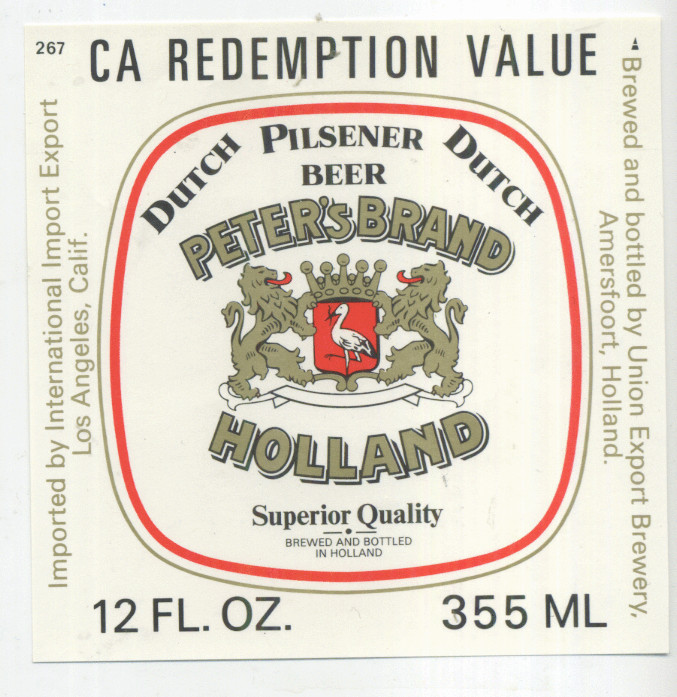 267
CA REDEMPTION VALUE
DUTCH PILSENER DUTCH
BEER
PETER'S BRAND
HOLLAND
Superior Quality
BREWED AND BOTTLED
IN HOLLAND
12 FL. OZ. 355 ML
Imported by International Import Export
Los Angeles, Calif.
Brewed and bottled by Union Export Brewery,
Amersfoort, Holland.